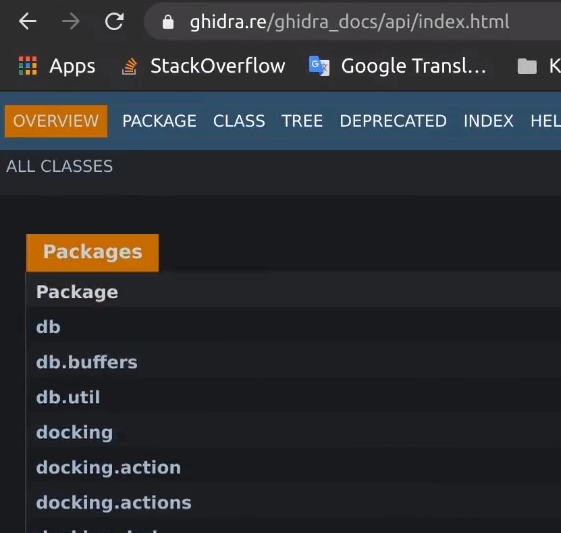 ghidra.re/ghidra_docs/api/index.html
Apps StackOverflow Google Transl... K
OVERVIEW PACKAGE CLASS TREE DEPRECATED INDEX HEL
ALL CLASSES
Packages
Package
db
db.buffers
db.util
docking
docking.action
docking.actions